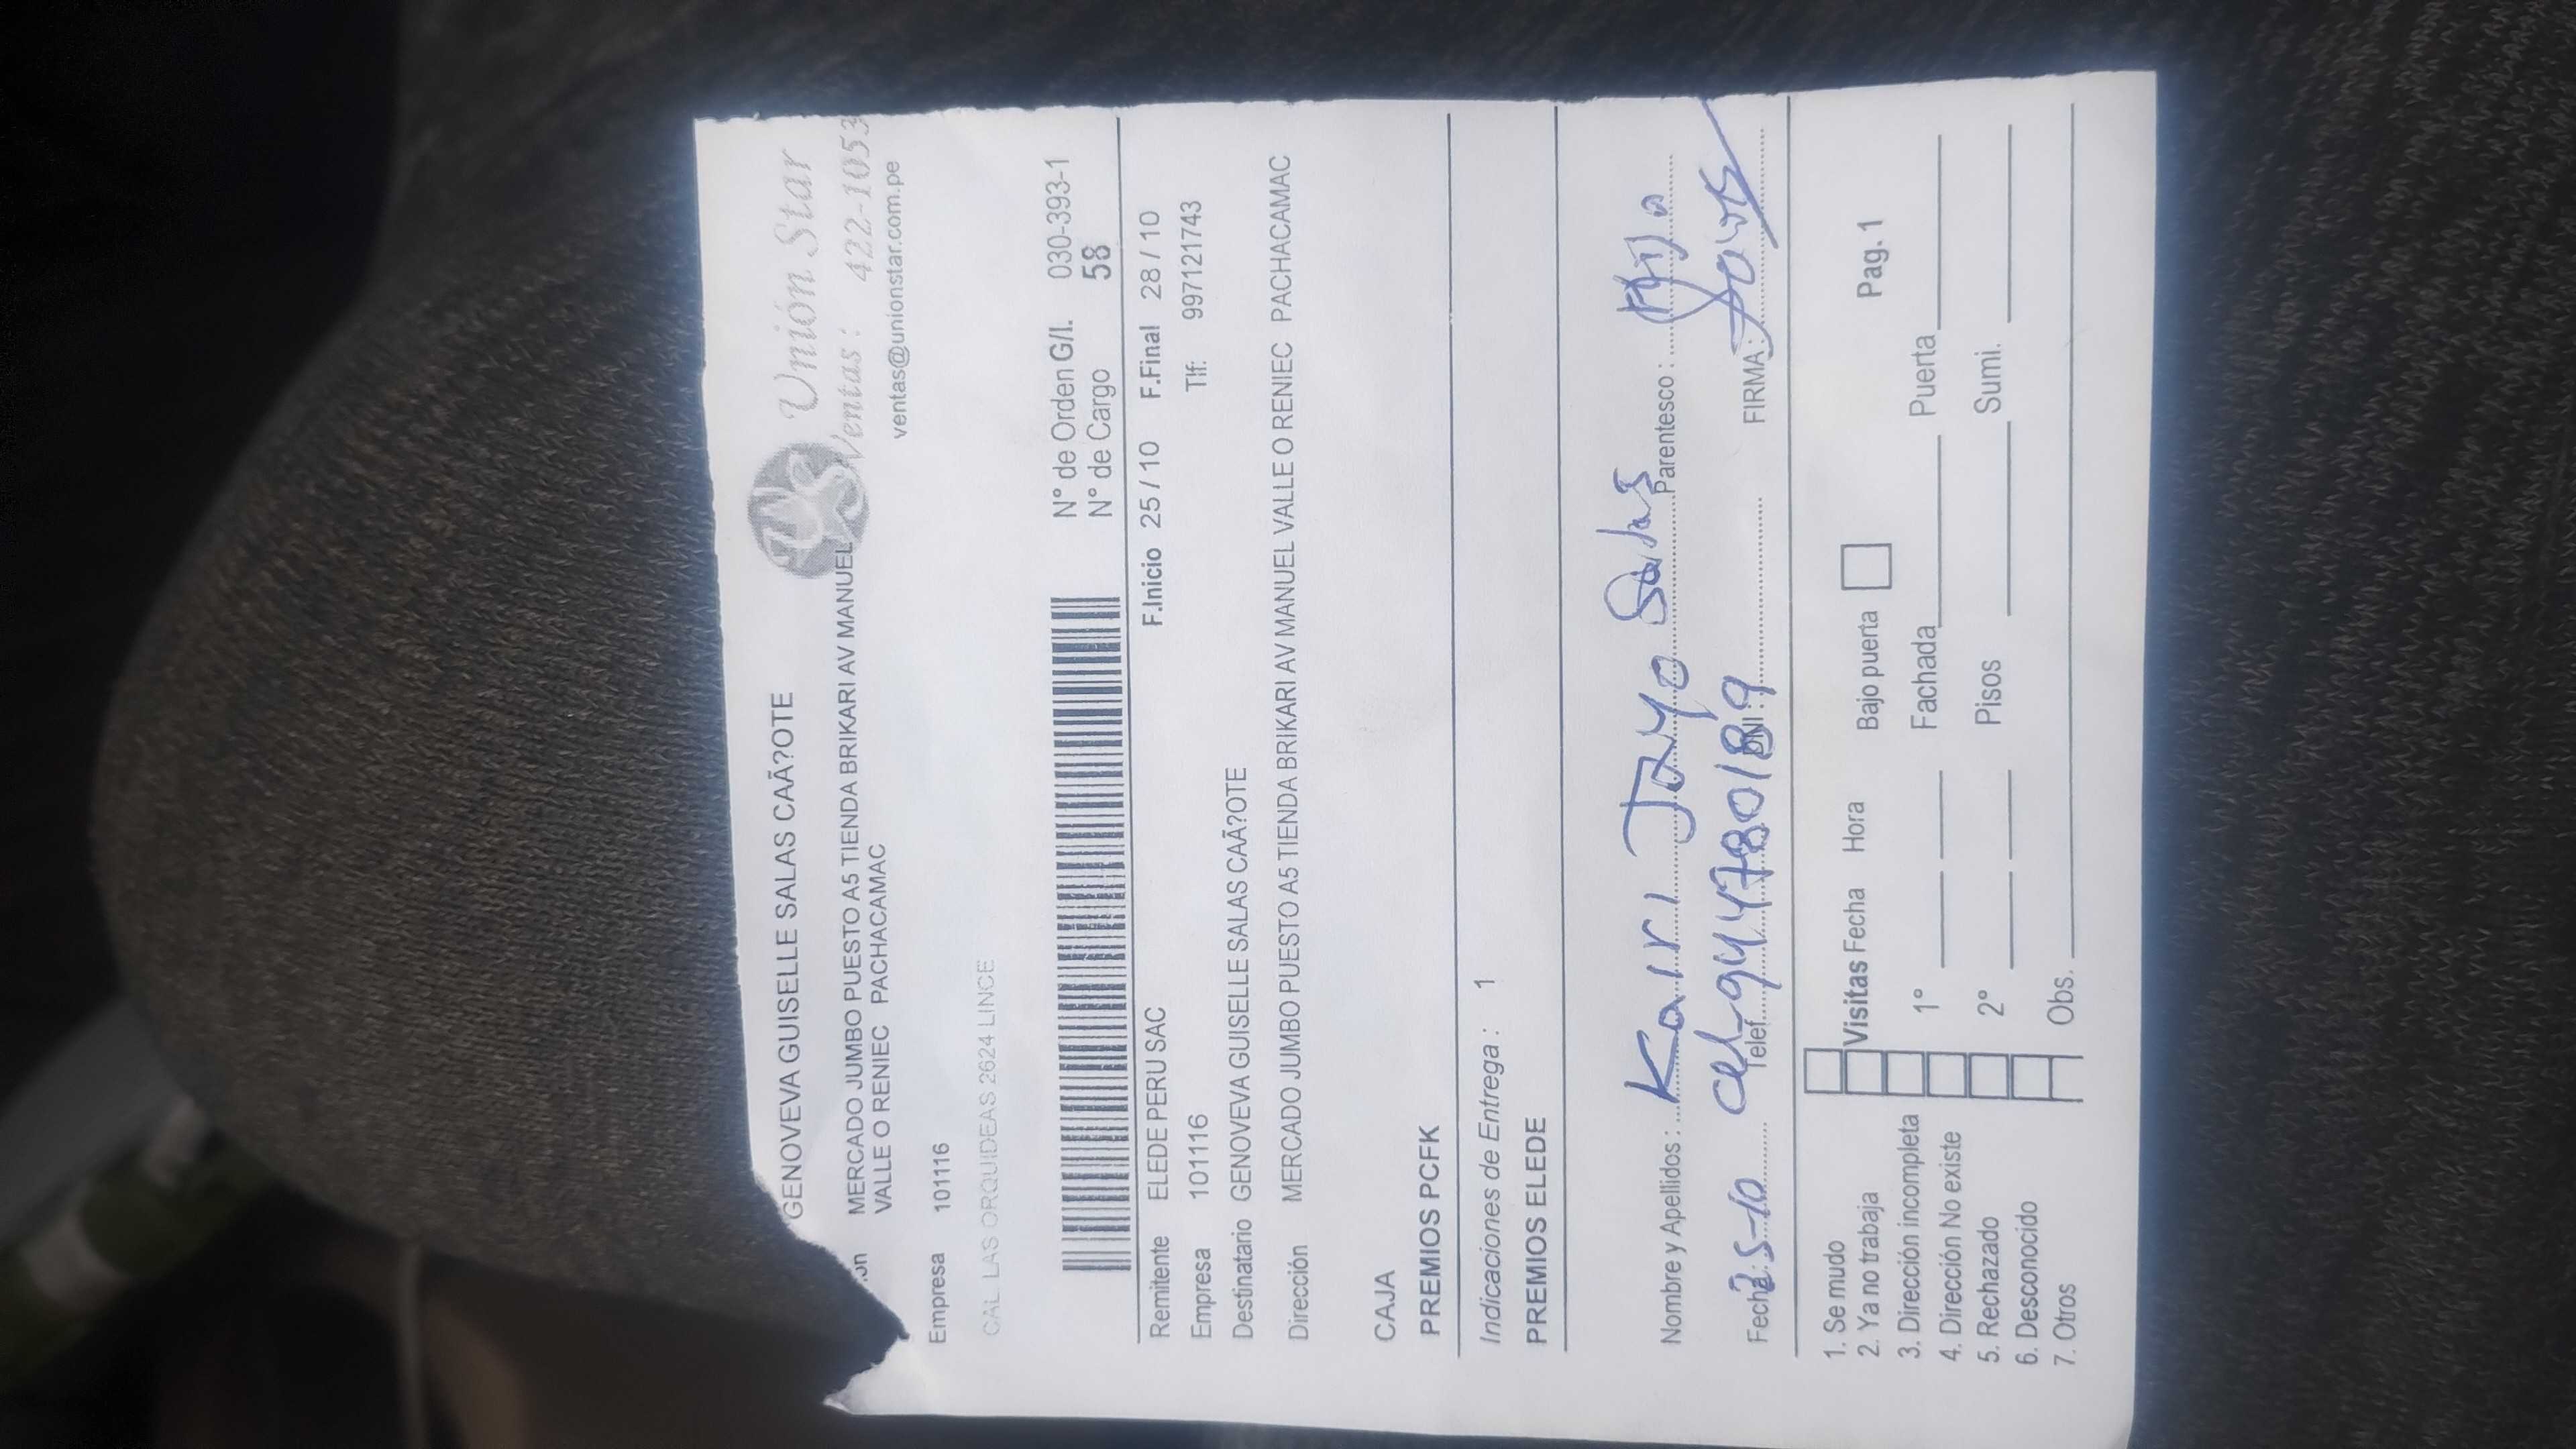 GENOVEVA GUISELLE SALAS CAÃ?OTE
Unión Star
Ventas: 422-1053
ventas@unionstar.com.pe
MERCADO JUMBO PUESTO A5 TIENDA BRIKARI AV MANUEL
VALLE O RENIEC PACHACAMAC
Empresa 101116
CAL LAS ORQUIDEAS 2624 LINCE
N° de Orden G/I. 030-393-1
N° de Cargo 58
F.Inicio 25 / 10 F.Final 28 / 10
Remitente ELEDE PERU SAC
Empresa 101116 Tlf: 997121743
Destinatario GENOVEVA GUISELLE SALAS CAÃ?OTE
Dirección MERCADO JUMBO PUESTO A5 TIENDA BRIKARI AV MANUEL VALLE O RENIEC PACHACAMAC
CAJA
PREMIOS PCFK
Indicaciones de Entrega : 1
PREMIOS ELEDE
Nombre y Apellidos : Kairi Jayo Salas Parentesco :
Fecha: 25-10 Telef. Cel-944780189 DNI : FIRMA :
1. Se mudo
2. Ya no trabaja
3. Dirección incompleta
4. Dirección No existe
5. Rechazado
6. Desconocido
7. Otros
Visitas Fecha Hora Bajo puerta Pag. 1
1° Fachada Puerta
2° Pisos Sumi.
Obs.